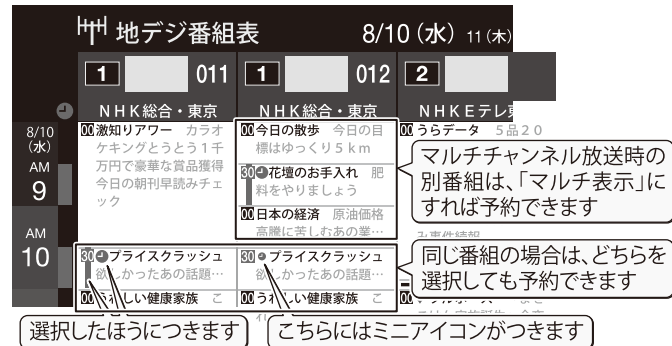 地デジ番組表
8/10(水) 11(木)
1 011
1 012
2
NHK総合・東京
NHK総合・東京
NHKEテレ東
8/10
(水)
AM
9
AM
10
00激知りアワー カラオ
ケキングとうとう1千
万円で豪華な賞品獲得
今日の朝刊早読みチェ
ック
30プライスクラッシュ
欲しかったあの話題…
00うれしい健康家族 こ
00今日の散歩 今日の目
標はゆっくり5km
30花壇のお手入れ 肥
料をやりましょう
00日本の経済 原油価格
高騰に苦しむあの業…
30プライスクラッシュ
欲しかったあの話題…
00うれしい健康家族 こ
00うらデータ 5品20
マルチチャンネル放送時の
別番組は、「マルチ表示」に
すれば予約できます
同じ番組の場合は、どちらを
選択しても予約できます
選択したほうにつきます
こちらにはミニアイコンがつきます